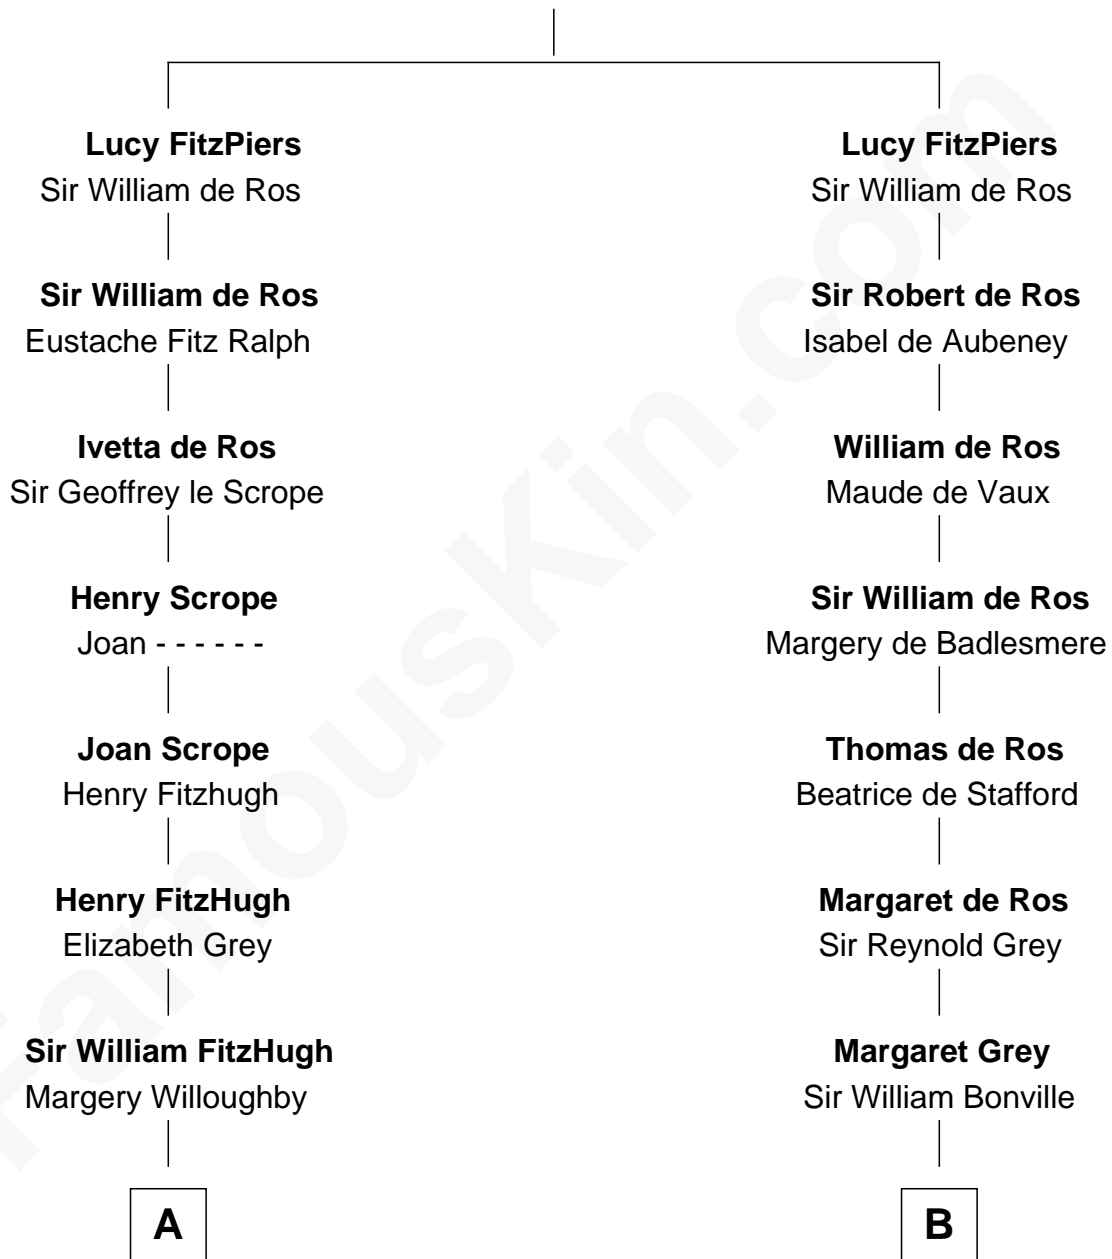 Lucy FitzPiers
Sir William de Ros
Sir William de Ros
Eustache Fitz Ralph
Ivetta de Ros
Sir Geoffrey le Scrope
Henry Scrope
Joan - - - - - -
Joan Scrope
Henry Fitzhugh
Henry FitzHugh
Elizabeth Grey
Sir William FitzHugh
Margery Willoughby
A
Lucy FitzPiers
Sir William de Ros
Sir Robert de Ros
Isabel de Aubeney
William de Ros
Maude de Vaux
Sir William de Ros
Margery de Badlesmere
Thomas de Ros
Beatrice de Stafford
Margaret de Ros
Sir Reynold Grey
Margaret Grey
Sir William Bonville
B
FamousKin.com